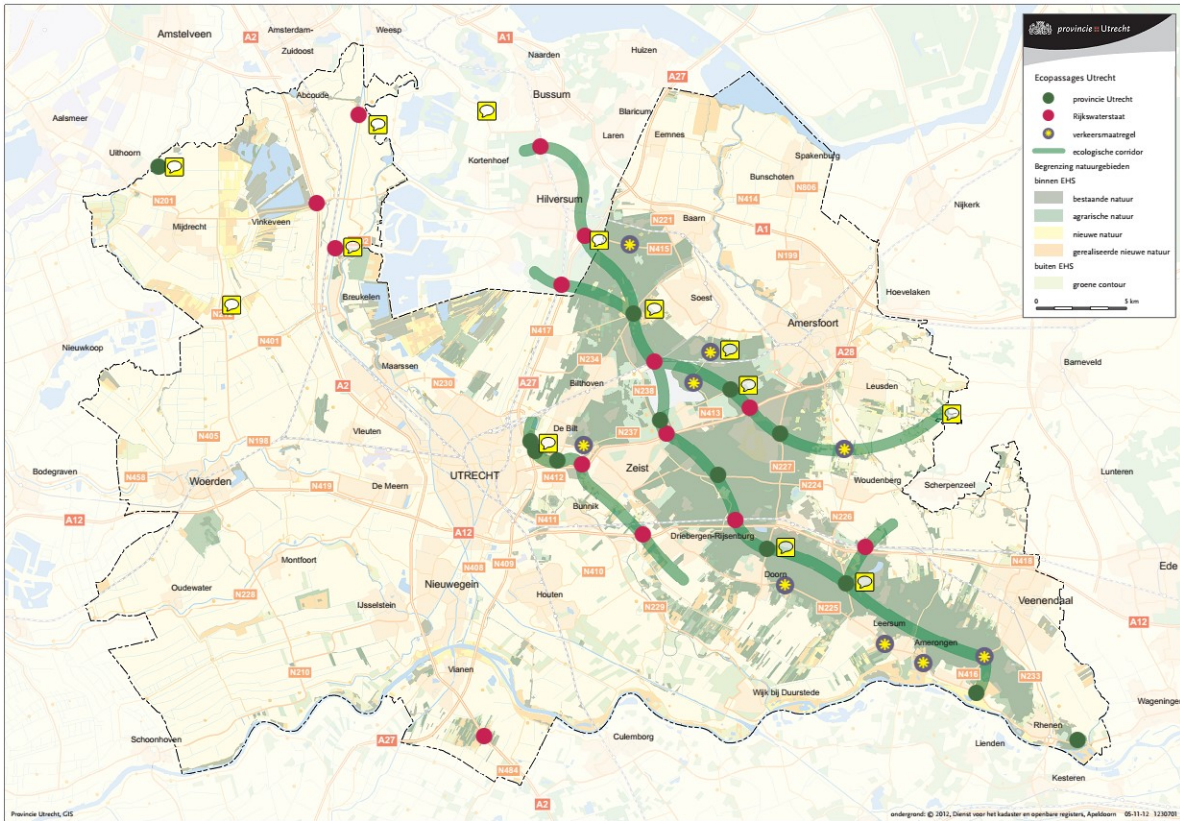 provincie Utrecht
Ecopassages Utrecht
provincie Utrecht
Rijkswaterstaat
verkeersmaatregel
ecologische corridor
Begrenzing natuurgebieden
binnen EHS
bestaande natuur
agrarische natuur
nieuwe natuur
gerealiseerde nieuwe natuur
buiten EHS
groene contour
0 5 km
Amstelveen
A2
Amsterdam-
Zuidoost
Weesp
A1
Naarden
Huizen
A27
Bussum
Abcoude
Aalsmeer
Blaricum
Uithoorn
Laren
Eemnes
Kortenhoef
Spakenburg
Bunschoten
N806
N201
Hilversum
N414
Nijkerk
Mijdrecht
Vinkeveen
N221
Baarn
A1
N415
N199
Breukelen
Soest
Hoevelaken
N417
Amersfoort
Nieuwkoop
N401
Maarssen
N234
A28
Barneveld
A2
N230
A27
Bilthoven
N238
Leusden
N413
Vleuten
De Bilt
N405
N198
N237
Bodegraven
N458
Woerden
UTRECHT
Zeist
N412
N227
Lunteren
N419
De Meern
N224
Woudenberg
Scherpenzeel
Bunnik
N411
N226
A12
A12
Driebergen-Rijsenburg
Montfoort
N409
N408
N410
N418
Ede
Oudewater
Nieuwegein
Doorn
N228
IJsselstein
Houten
N229
N225
Veenendaal
A12
Leersum
Amerongen
Vianen
N210
N416
N233
Wijk bij Duurstede
Wageningen
Rhenen
Schoonhoven
A27
Culemborg
Lienden
N484
Kesteren
A2
Provincie Utrecht, GIS
ondergrond: © 2012, Dienst voor het kadaster en openbare registers, Apeldoorn 05-11-12 1230701